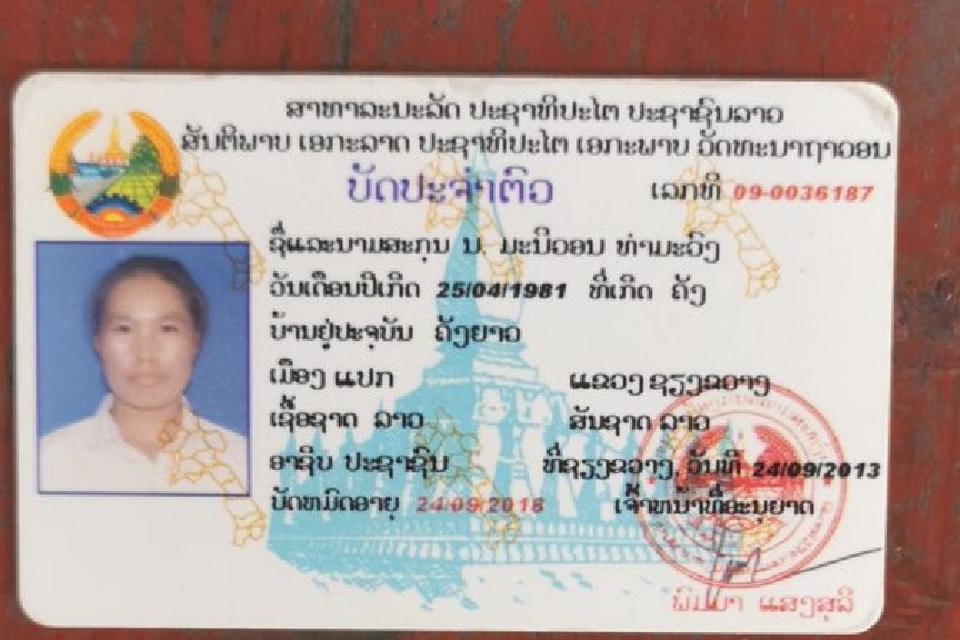 ສາທາລະນະລັດ ປະຊາທິປະໄຕ ປະຊາຊົນລາວ
ສັນຕິພາບ ເອກະລາດ ປະຊາທິປະໄຕ ເອກະພາບ ວັດທະນາຖາວອນ
ບັດປະຈຳຕົວ ເລກທີ 09-0036187
ຊື່ແລະນາມສະກຸນ ນ. ມະນີວອນ ທຳມະວົງ
ວັນເດືອນປີເກີດ 25/04/1981 ທີ່ເກີດ ຄັງ
ບ້ານຢູ່ປະຈຸບັນ ຄັງຍາວ
ເມືອງ ແປກ ແຂວງ ຊຽງຂວາງ
ເຊື້ອຊາດ ລາວ ສັນຊາດ ລາວ
ອາຊີບ ປະຊາຊົນ ທີ່ຊຽງຂວາງ, ວັນທີ 24/09/2013
ບັດຫມົດອາຍຸ 24/09/2018 ເຈົ້າຫນ້າທີ່ອະນຸຍາດ
ພິມມາ ແສງສຸລິ